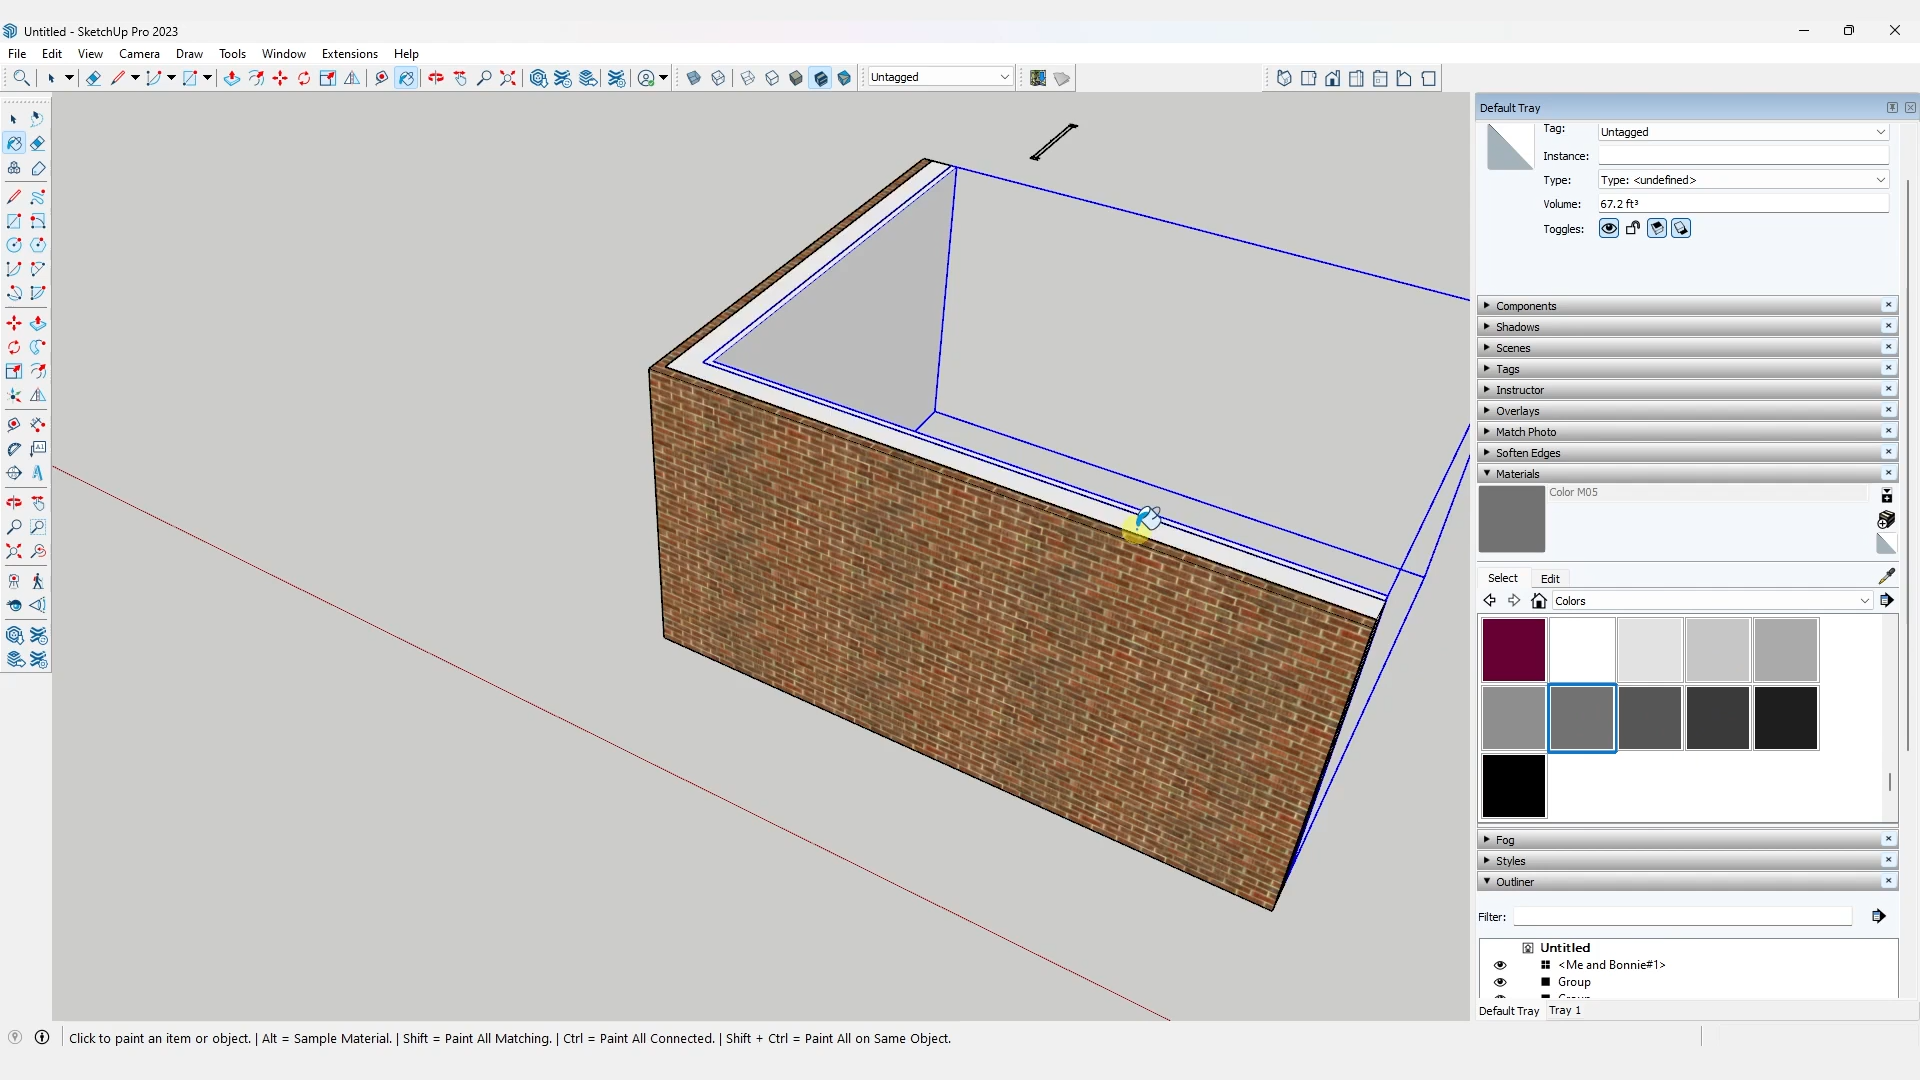 Untitled - SketchUp Pro 2023
File Edit View Camera Draw Tools Window Extensions Help
Untagged
Default Tray
Tag: Untagged
Instance:
Type: Type: <undefined>
Volume: 67.2 ft³
Toggles:
Components
Shadows
Scenes
Tags
Instructor
Overlays
Match Photo
Soften Edges
Materials
Color M05
Select Edit
Colors
Fog
Styles
Outliner
Filter:
Untitled
<Me and Bonnie#1>
Group
Default Tray Tray 1
Click to paint an item or object. | Alt = Sample Material. | Shift = Paint All Matching. | Ctrl = Paint All Connected. | Shift + Ctrl = Paint All on Same Object.